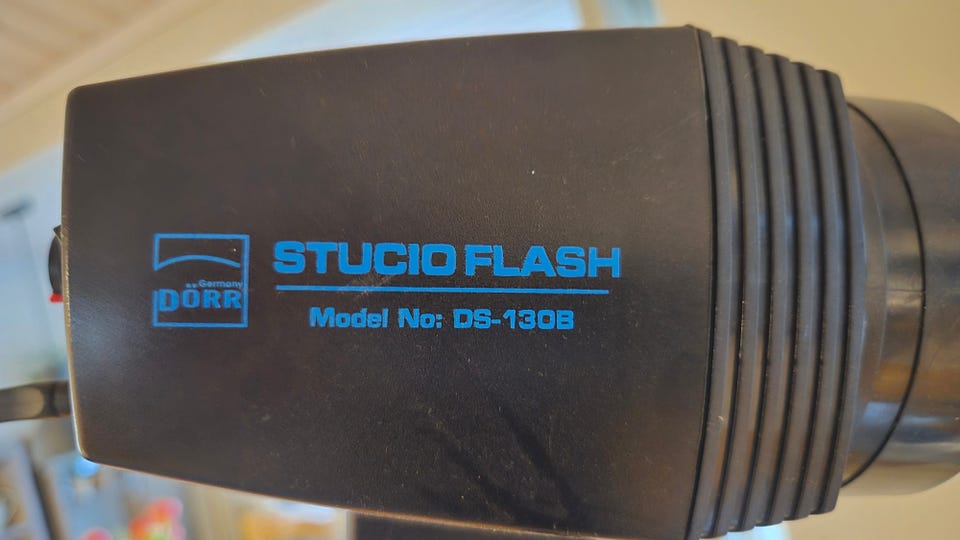 Germany
DÖRR
STUCIO FLASH
Model No: DS-130B